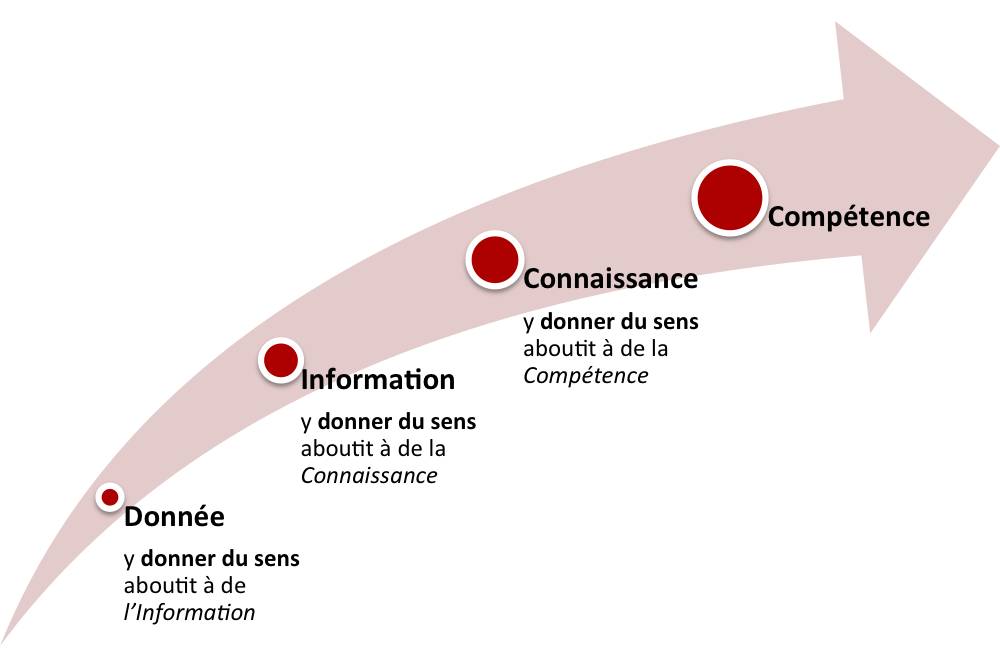 Compétence
Connaissance
y donner du sens
aboutit à de la
Compétence
Information
y donner du sens
aboutit à de la
Connaissance
Donnée
y donner du sens
aboutit à de
l’Information